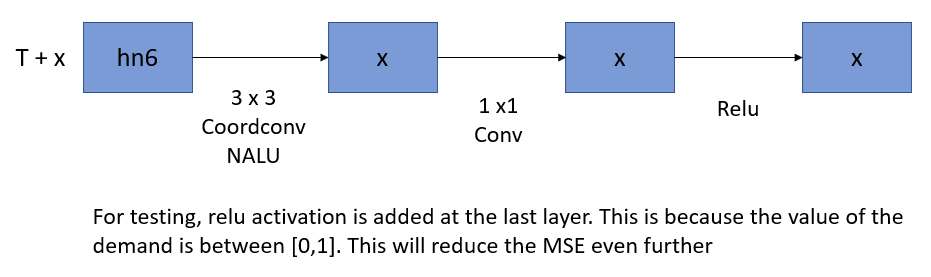 T + x
hn6
x
x
x
3 x 3
Coordconv
NALU
1 x1
Conv
Relu
For testing, relu activation is added at the last layer. This is because the value of the
demand is between [0,1]. This will reduce the MSE even further